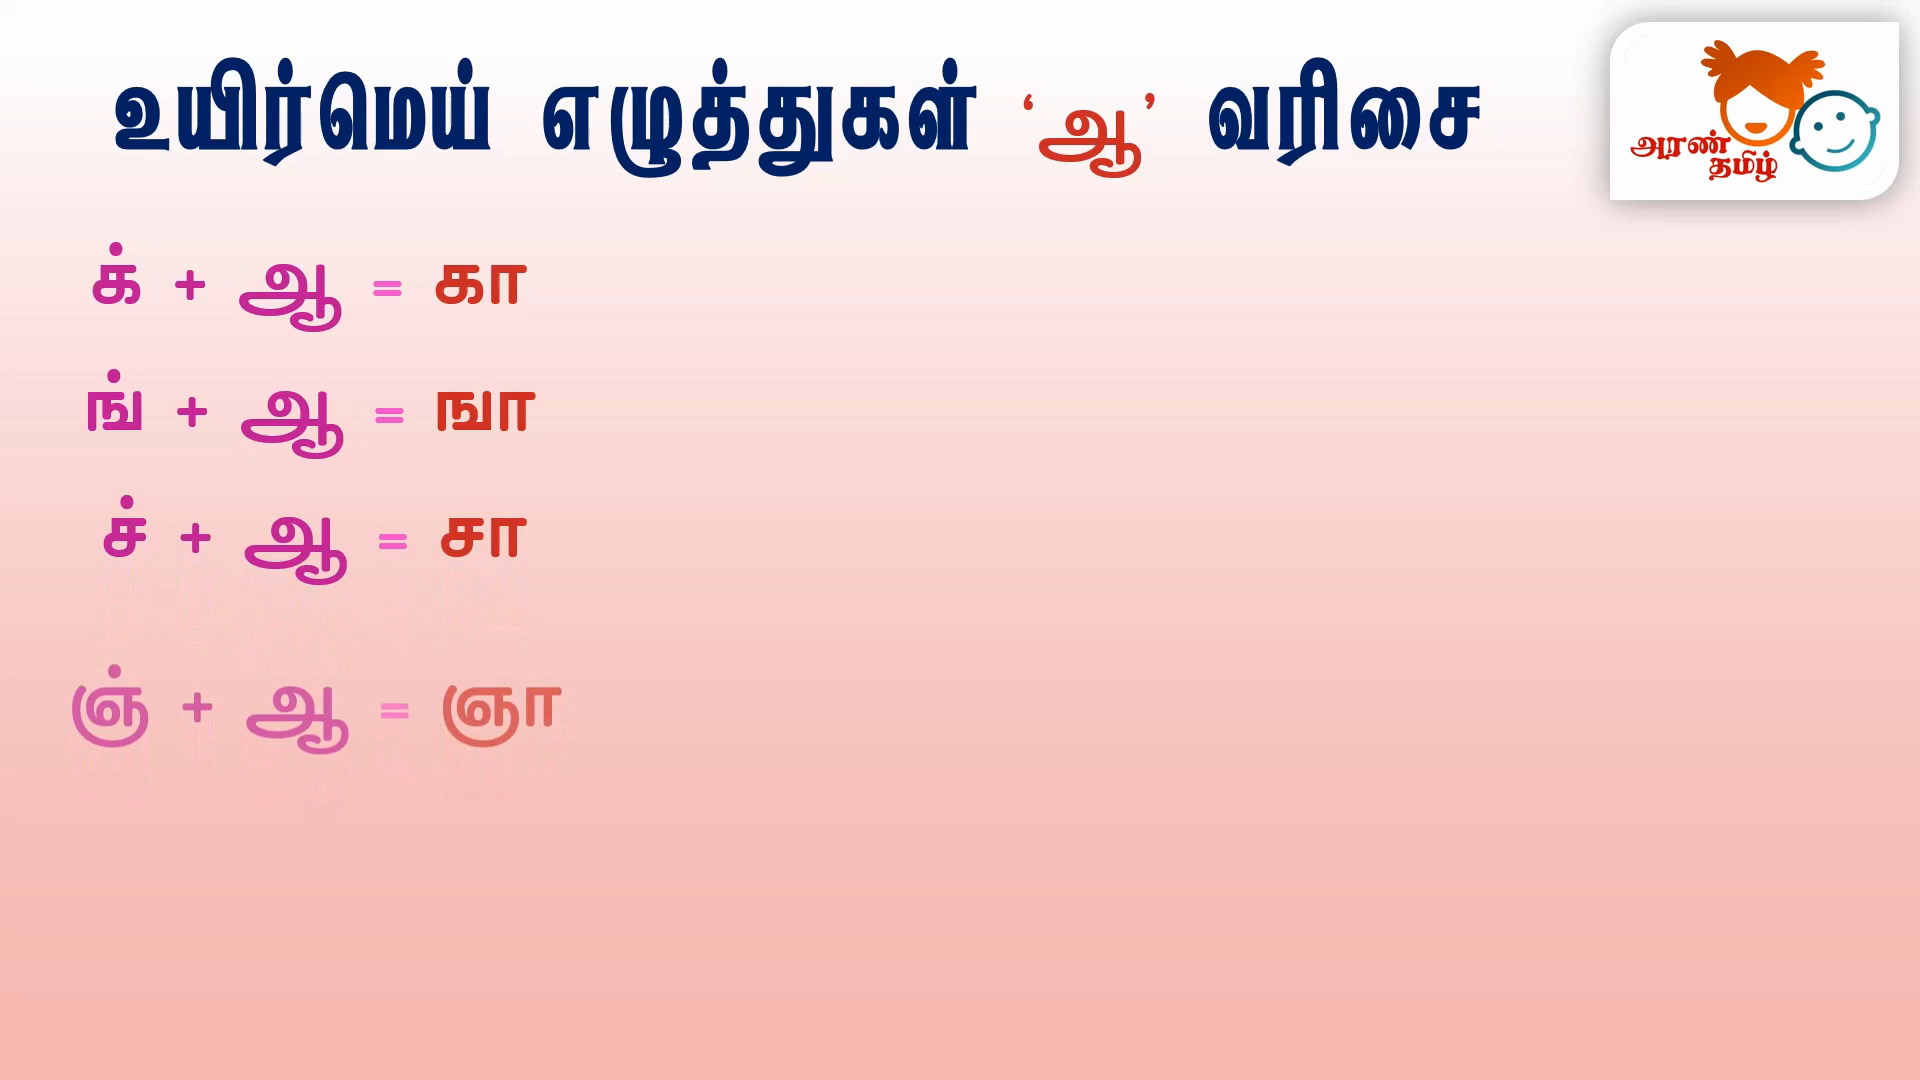 உயிர்மெய் எழுத்துகள் ‘ஆ’ வரிசை
அரண்
தமிழ்
க் + ஆ = கா
ங் + ஆ = ஙா
ச் + ஆ = சா
ஞ் + ஆ = ஞா